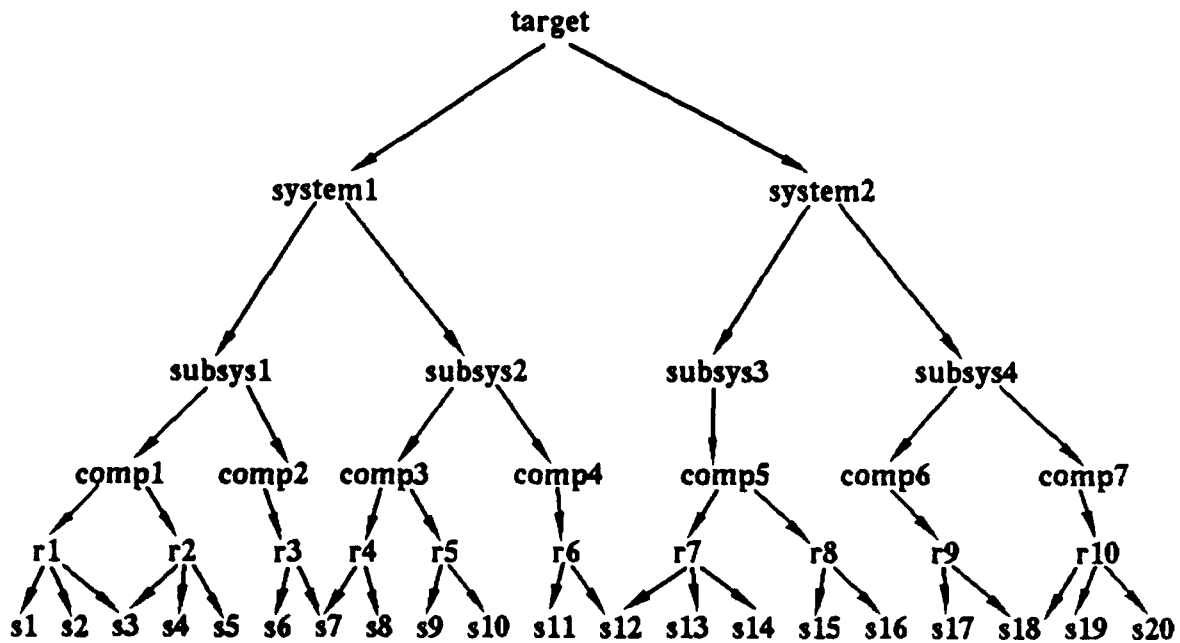 target
system1 system2
subsys1 subsys2 subsys3 subsys4
comp1 comp2 comp3 comp4 comp5 comp6 comp7
r1 r2 r3 r4 r5 r6 r7 r8 r9 r10
s1 s2 s3 s4 s5 s6 s7 s8 s9 s10 s11 s12 s13 s14 s15 s16 s17 s18 s19 s20